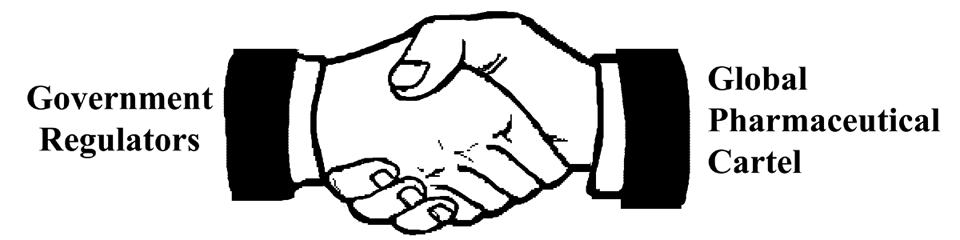 Government
Regulators
Global
Pharmaceutical
Cartel